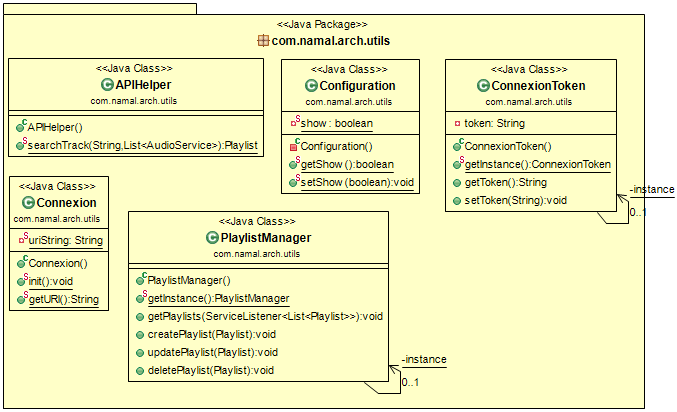 <<Java Package>>
com.namal.arch.utils
<<Java Class>>
APIHelper
com.namal.arch.utils
APIHelper()
searchTrack(String,List<AudioService>):Playlist
<<Java Class>>
Configuration
com.namal.arch.utils
show : boolean
Configuration()
getShow():boolean
setShow(boolean):void
<<Java Class>>
ConnexionToken
com.namal.arch.utils
token: String
ConnexionToken()
getInstance():ConnexionToken
getToken():String
setToken(String):void
-instance
0..1
<<Java Class>>
Connexion
com.namal.arch.utils
uriString: String
Connexion()
init():void
getURI():String
<<Java Class>>
PlaylistManager
com.namal.arch.utils
PlaylistManager()
getInstance():PlaylistManager
getPlaylists(ServiceListener<List<Playlist>>):void
createPlaylist(Playlist):void
updatePlaylist(Playlist):void
deletePlaylist(Playlist):void
-instance
0..1